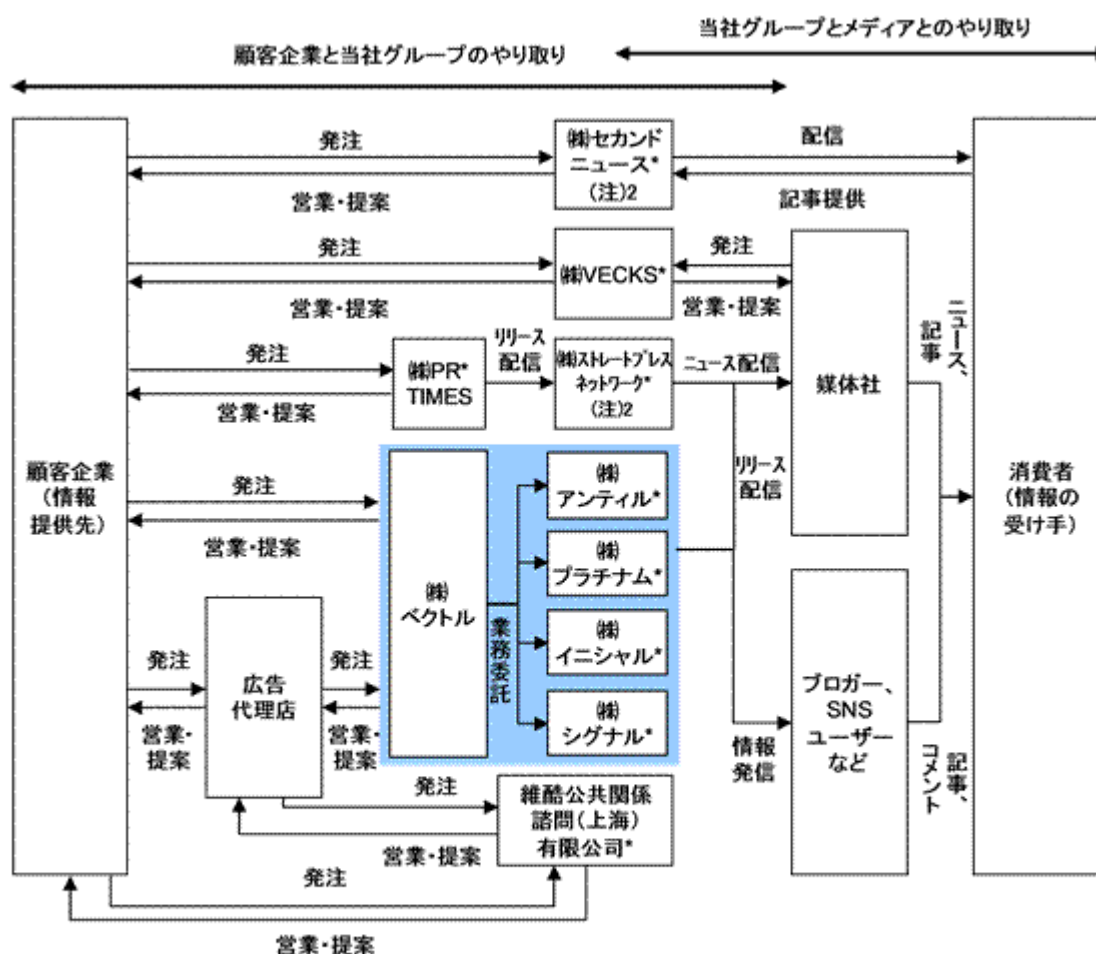 当社グループとメディアとのやり取り
顧客企業と当社グループのやり取り
発注
㈱セカンド
ニュース*
(注)2
配信
営業・提案
記事提供
発注
㈱VECKS*
発注
営業・提案
営業・提案
発注
㈱PR*
TIMES
リリース
配信
㈱ストレートプレス
ネットワーク*
(注)2
ニュース配信
営業・提案
媒体社
ニュース、
記事
顧客企業
(情報
提供先)
発注
営業・提案
㈱
ベクトル
業務委託
㈱
アンティル*
㈱
プラチナム*
㈱
イニシャル*
㈱
シグナル*
リリース
配信
消費者
(情報の
受け手)
発注
営業・
提案
広告
代理店
発注
営業・
提案
情報
発信
ブロガー、
SNS
ユーザー
など
記事、
コメント
発注
営業・提案
維酷公共関係
諮問(上海)
有限公司*
発注
営業・提案